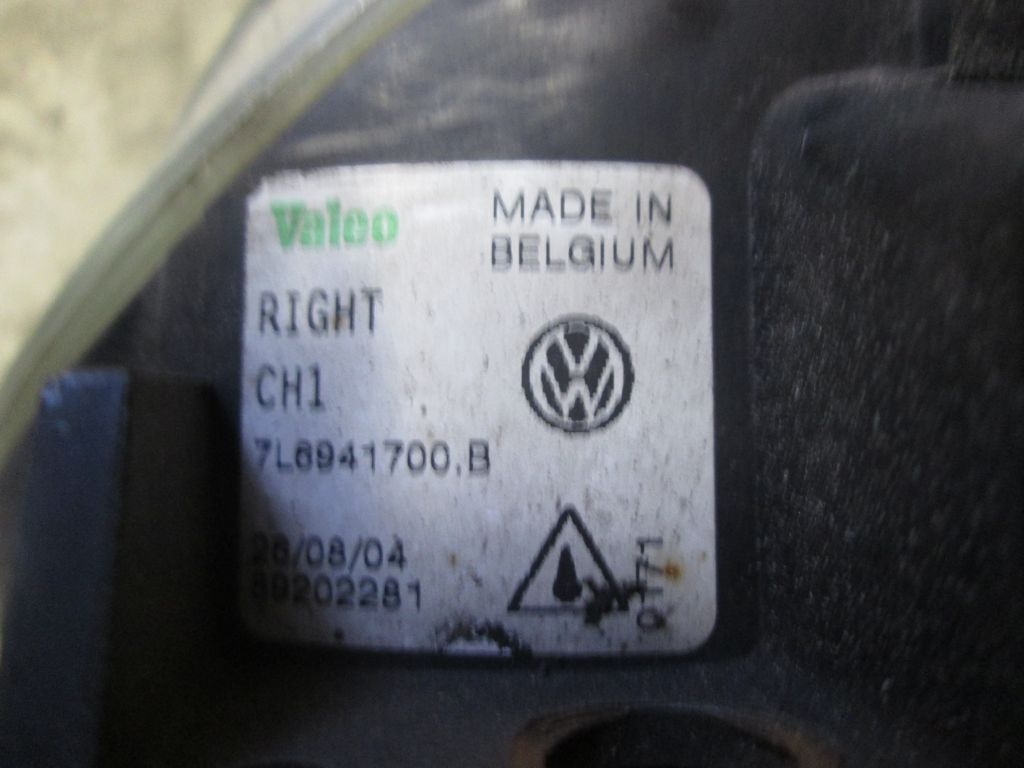 Valeo
MADE IN
BELGIUM
RIGHT
CH1
7L6941700.B
26/08/04
89202281